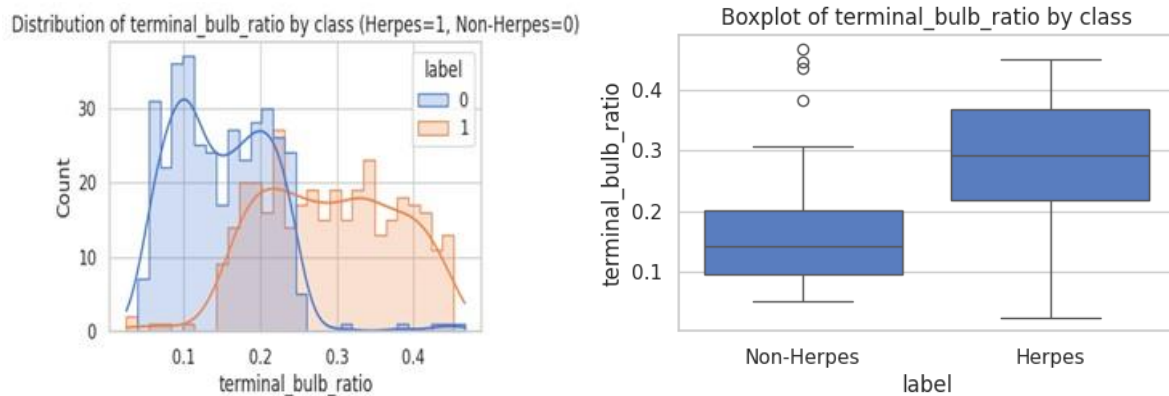 Distribution of terminal_bulb_ratio by class (Herpes=1, Non-Herpes=0)
label
0
1
30
20
10
0
Count
0.1 0.2 0.3 0.4
terminal_bulb_ratio
Boxplot of terminal_bulb_ratio by class
0.4
0.3
0.2
0.1
terminal_bulb_ratio
Non-Herpes Herpes
label